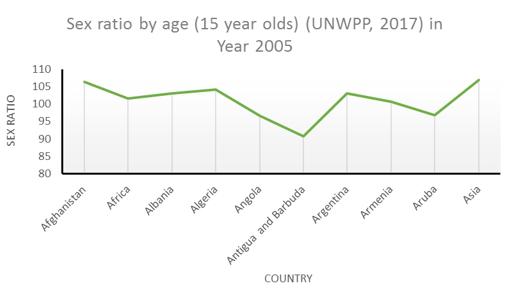 Sex ratio by age (15 year olds) (UNWPP, 2017) in
Year 2005
SEX RATIO
110
105
100
95
90
85
80
Afghanistan
Africa
Albania
Algeria
Angola
Antigua and Barbuda
Argentina
Armenia
Aruba
Asia
COUNTRY